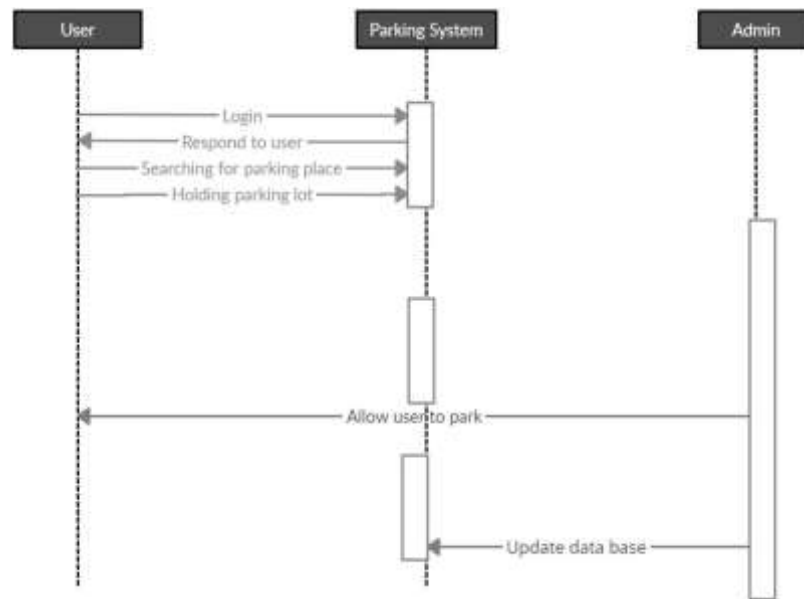 User
Parking System
Admin
Login
Respond to user
Searching for parking place
Holding parking lot
Allow user to park
Update data base